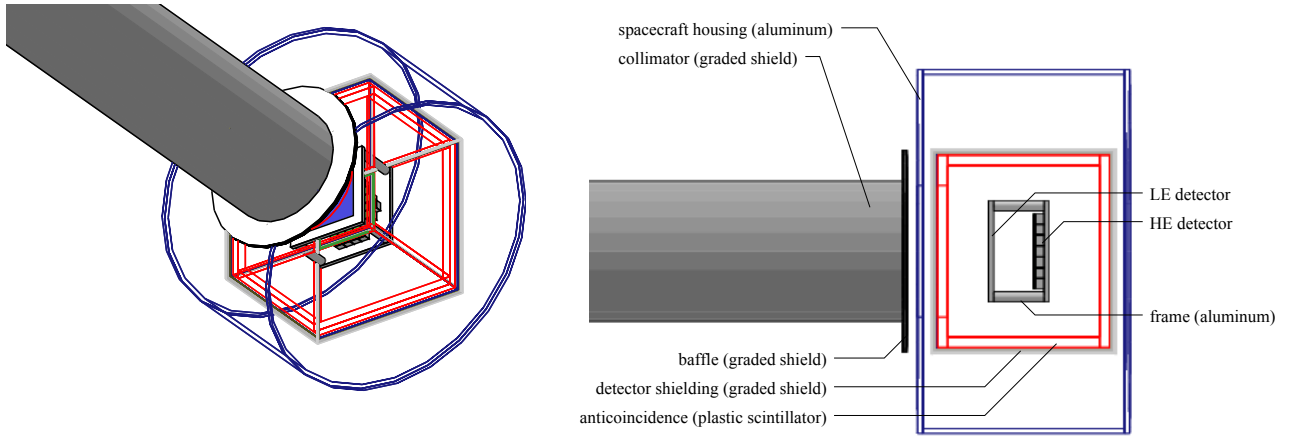 spacecraft housing (aluminum)
collimator (graded shield)
LE detector
HE detector
frame (aluminum)
baffle (graded shield)
detector shielding (graded shield)
anticoincidence (plastic scintillator)